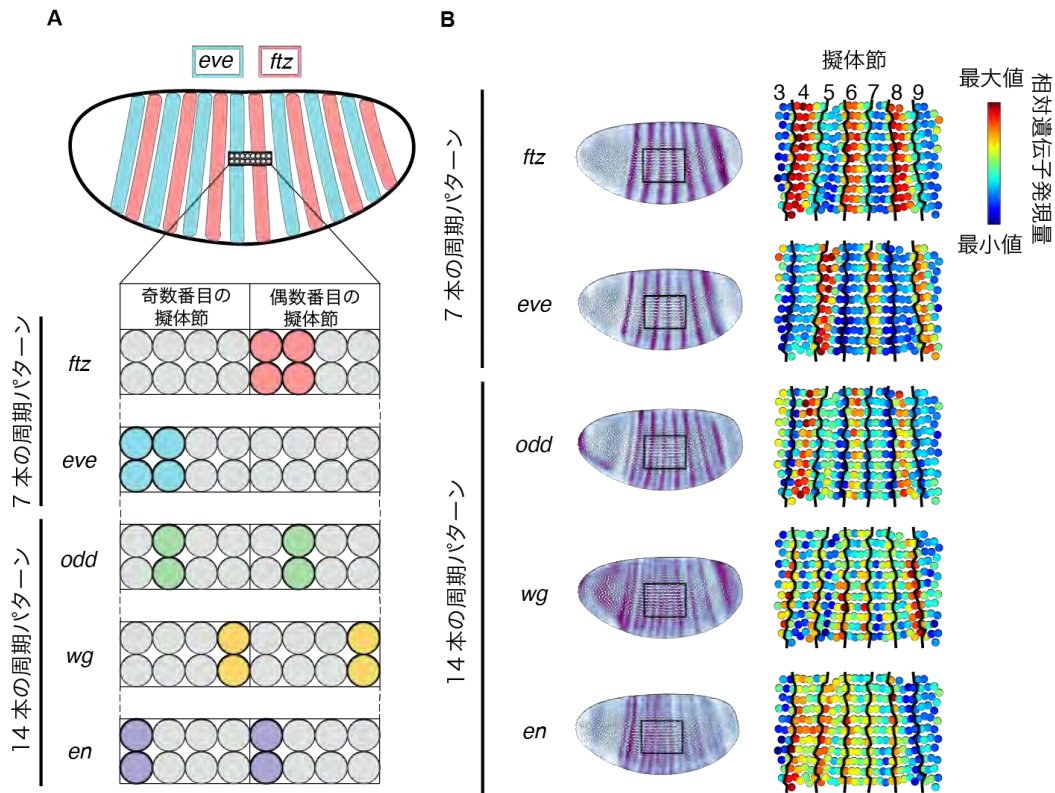 A
eve
ftz
奇数番目の
擬体節
偶数番目の
擬体節
7 本の周期パターン
ftz
eve
14 本の周期パターン
odd
wg
en
B
擬体節
3 4 5 6 7 8 9
最大値
最小値
相対遺伝子発現量
7 本の周期パターン
ftz
eve
14 本の周期パターン
odd
wg
en